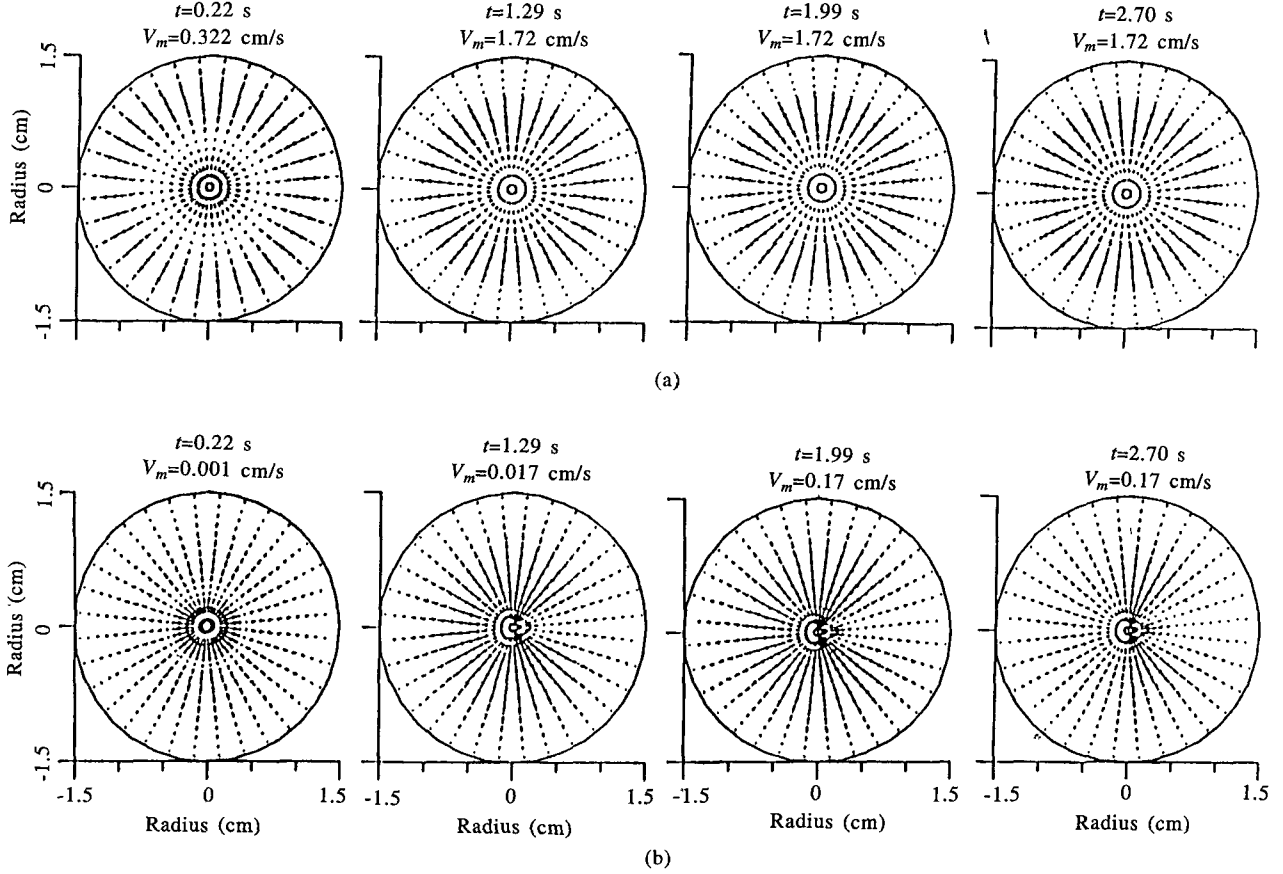 t=0.22 s
V_m=0.322 cm/s
t=1.29 s
V_m=1.72 cm/s
t=1.99 s
V_m=1.72 cm/s
t=2.70 s
V_m=1.72 cm/s
Radius (cm)
1.5
0
-1.5
(a)
t=0.22 s
V_m=0.001 cm/s
t=1.29 s
V_m=0.017 cm/s
t=1.99 s
V_m=0.17 cm/s
t=2.70 s
V_m=0.17 cm/s
Radius (cm)
1.5
0
-1.5
-1.5 0 1.5
-1.5 0 1.5
-1.5 0 1.5
-1.5 0 1.5
Radius (cm)
Radius (cm)
Radius (cm)
Radius (cm)
(b)